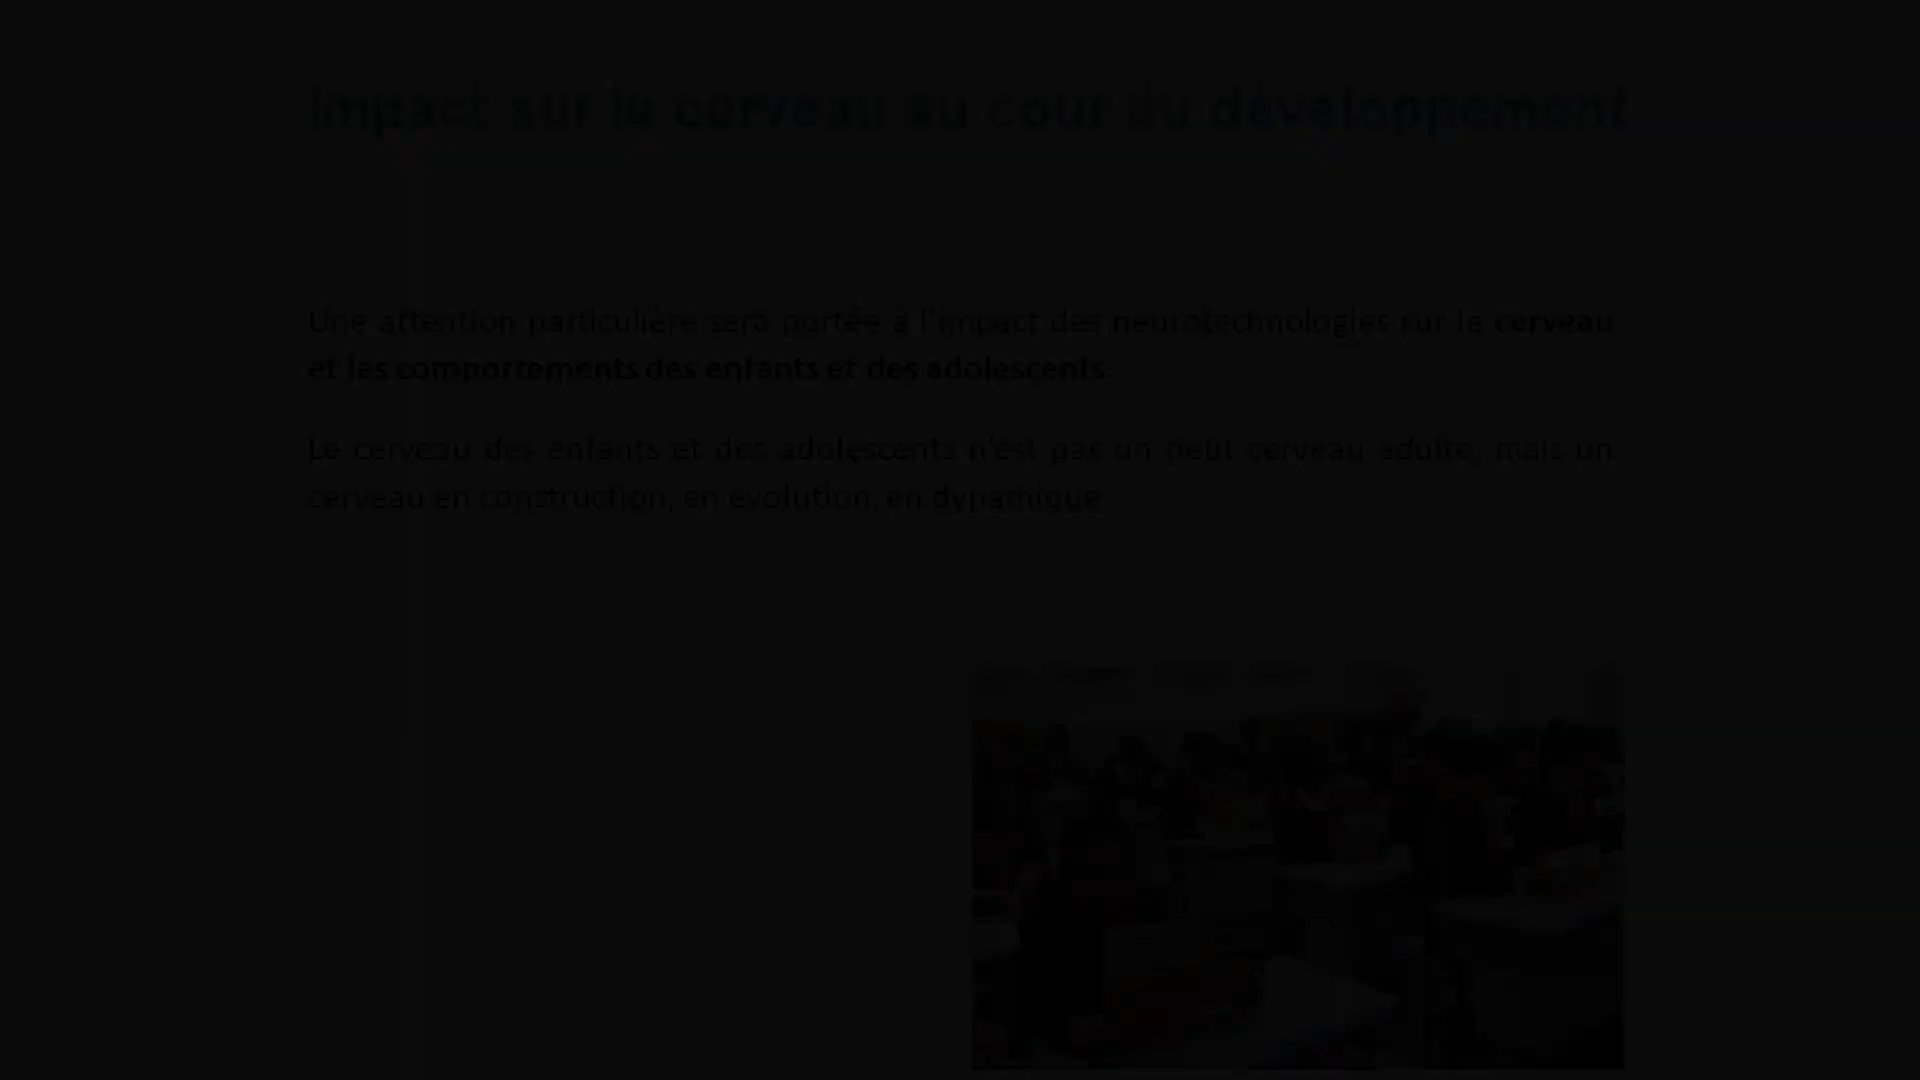 Impact sur le cerveau au cour du développement
Une attention particulière sera portée à l'impact des neurotechnologies sur le cerveau
et les comportements des enfants et des adolescents.
Le cerveau des enfants et des adolescents n'est pas un petit cerveau adulte, mais un
cerveau en construction, en évolution, en dynamique